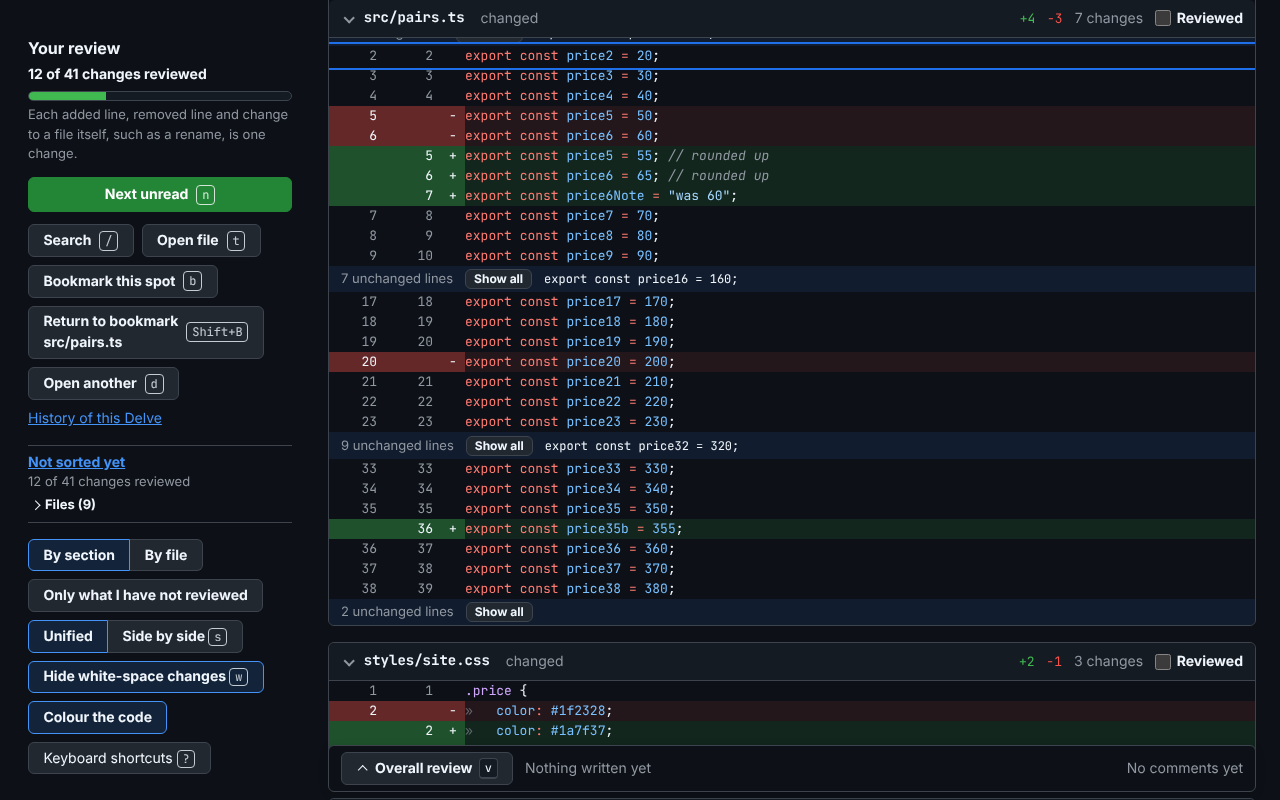 Your review
12 of 41 changes reviewed
Each added line, removed line and change
to a file itself, such as a rename, is one
change.
Next unread n
Search / Open file t
Bookmark this spot b
Return to bookmark
src/pairs.ts Shift+B
Open another d
History of this Delve
Not sorted yet
12 of 41 changes reviewed
Files (9)
By section By file
Only what I have not reviewed
Unified Side by side s
Hide white-space changes w
Colour the code
Keyboard shortcuts ?
src/pairs.ts changed +4 -3 7 changes Reviewed
2 2 export const price2 = 20;
3 3 export const price3 = 30;
4 4 export const price4 = 40;
5 - export const price5 = 50;
6 - export const price6 = 60;
5 + export const price5 = 55; // rounded up
6 + export const price6 = 65; // rounded up
7 + export const price6Note = "was 60";
7 8 export const price7 = 70;
8 9 export const price8 = 80;
9 10 export const price9 = 90;
7 unchanged lines Show all export const price16 = 160;
17 18 export const price17 = 170;
18 19 export const price18 = 180;
19 20 export const price19 = 190;
20 - export const price20 = 200;
21 21 export const price21 = 210;
22 22 export const price22 = 220;
23 23 export const price23 = 230;
9 unchanged lines Show all export const price32 = 320;
33 33 export const price33 = 330;
34 34 export const price34 = 340;
35 35 export const price35 = 350;
36 + export const price35b = 355;
36 37 export const price36 = 360;
37 38 export const price37 = 370;
38 39 export const price38 = 380;
2 unchanged lines Show all
styles/site.css changed +2 -1 3 changes Reviewed
1 1 .price {
2 - » color: #1f2328;
2 + » color: #1a7f37;
Overall review v Nothing written yet No comments yet